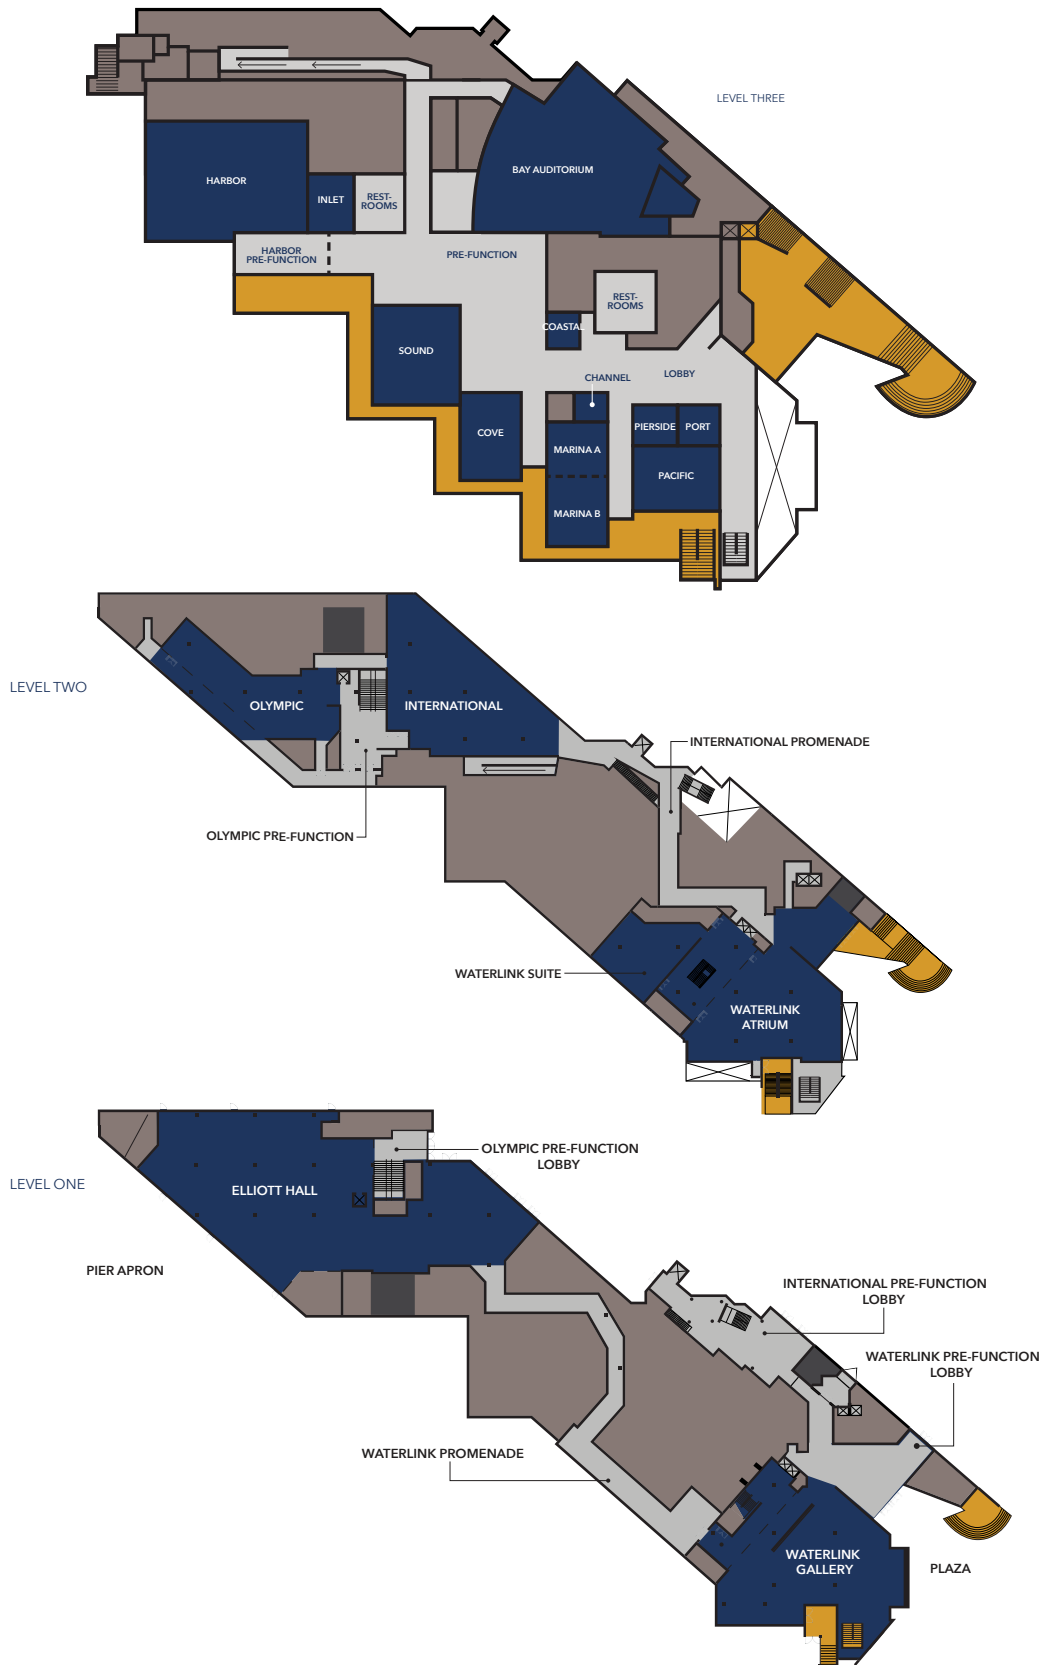 LEVEL THREE
BAY AUDITORIUM
HARBOR
INLET
REST-
ROOMS
HARBOR
PRE-FUNCTION
PRE-FUNCTION
REST-
ROOMS
COASTAL
SOUND
CHANNEL
LOBBY
COVE
PIERSIDE
PORT
MARINA A
PACIFIC
MARINA B
LEVEL TWO
OLYMPIC
INTERNATIONAL
INTERNATIONAL PROMENADE
OLYMPIC PRE-FUNCTION
WATERLINK SUITE
WATERLINK
ATRIUM
LEVEL ONE
OLYMPIC PRE-FUNCTION
LOBBY
ELLIOTT HALL
PIER APRON
INTERNATIONAL PRE-FUNCTION
LOBBY
WATERLINK PRE-FUNCTION
LOBBY
WATERLINK PROMENADE
WATERLINK
GALLERY
PLAZA